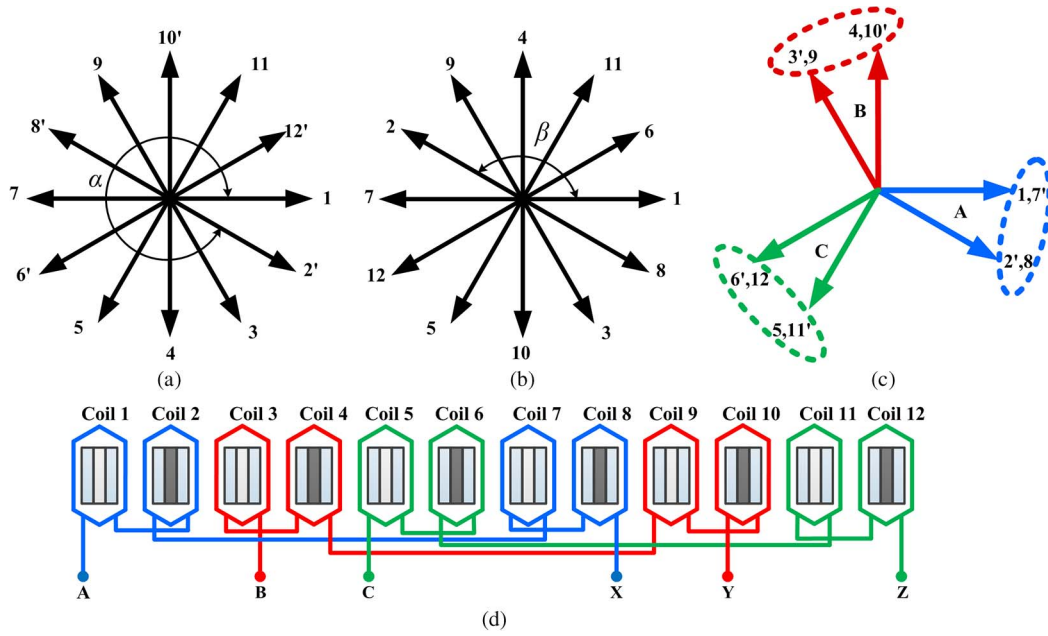 10'
9
11
8'
12'
α
7
1
6'
2'
5
3
4
(a)
4
9
11
2
β
6
7
1
12
8
5
3
10
(b)
4,10'
3',9
B
1,7'
A
2',8
C
6',12
5,11'
(c)
Coil 1 Coil 2 Coil 3 Coil 4 Coil 5 Coil 6 Coil 7 Coil 8 Coil 9 Coil 10 Coil 11 Coil 12
A B C X Y Z
(d)